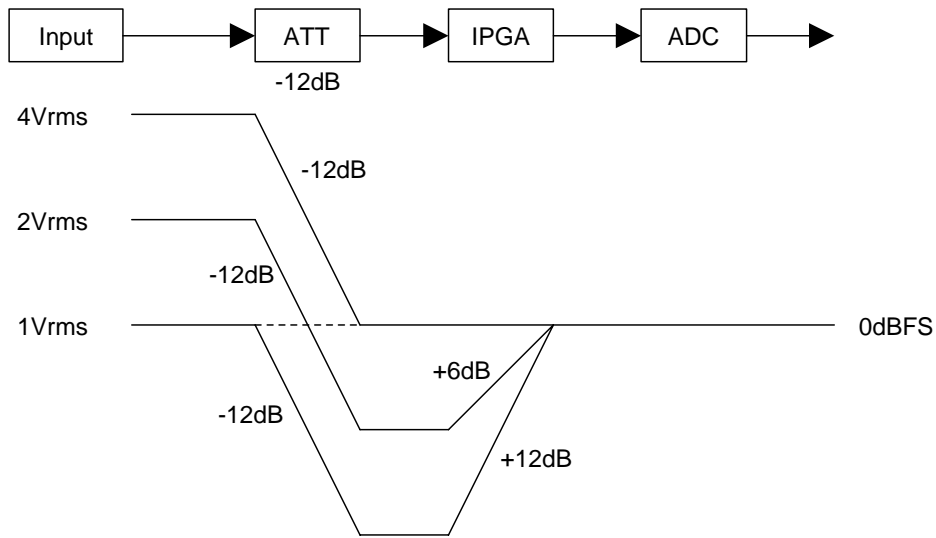 Input ATT IPGA ADC
-12dB
4Vrms
-12dB
2Vrms
-12dB
1Vrms 0dBFS
+6dB
-12dB
+12dB